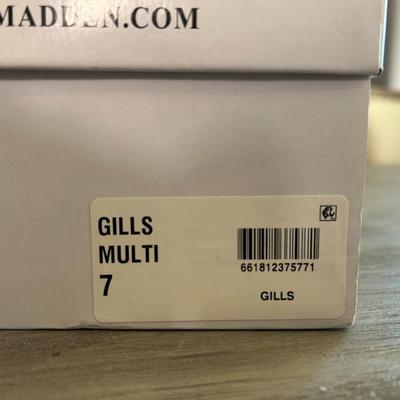 MADDEN.COM
GILLS
MULTI
7
661812375771
GILLS